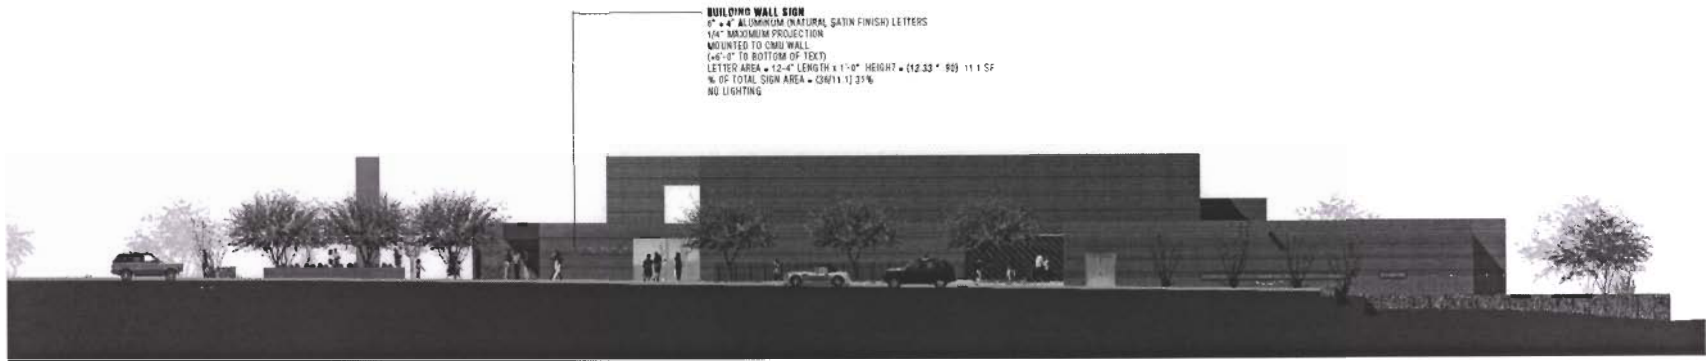 BUILDING WALL SIGN
6" + 4" ALUMINUM (NATURAL SATIN FINISH) LETTERS
1/4" MAXIMUM PROJECTION
MOUNTED TO CMU WALL
(+6'-0" TO BOTTOM OF TEXT)
LETTER AREA = 12'-4" LENGTH x 1'-0" HEIGHT = (12.33 * .90) 11.1 SF
% OF TOTAL SIGN AREA = (36/11.1) 31%
NO LIGHTING